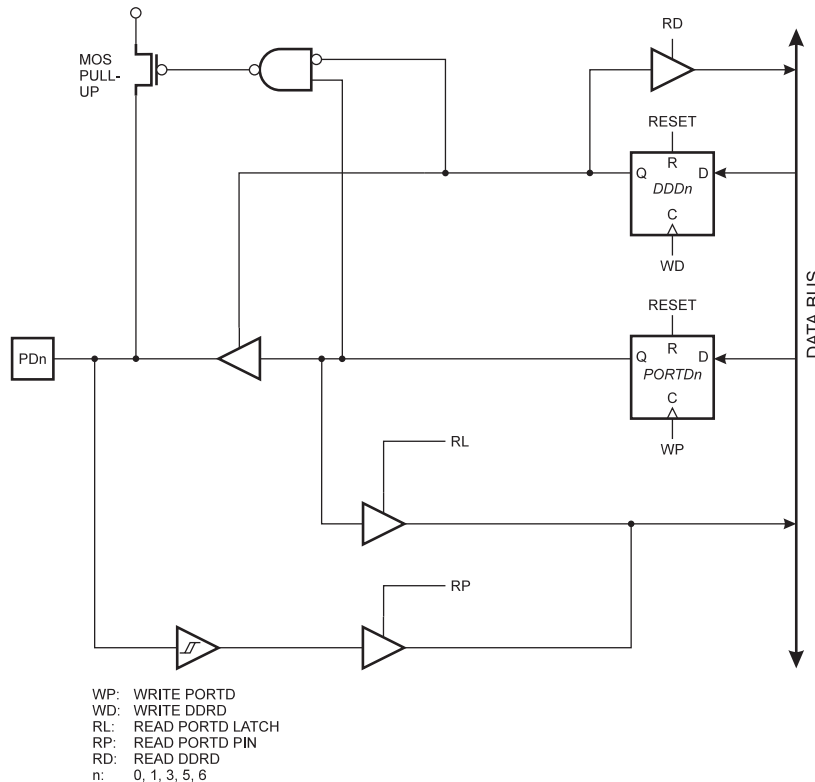 RD
MOS
PULL-
UP
RESET
R
Q
D
DDDn
C
WD
RESET
R
Q
D
PORTDn
C
WP
PDn
DATA BUS
RL
RP
WP: WRITE PORTD
WD: WRITE DDRD
RL: READ PORTD LATCH
RP: READ PORTD PIN
RD: READ DDRD
n: 0, 1, 3, 5, 6